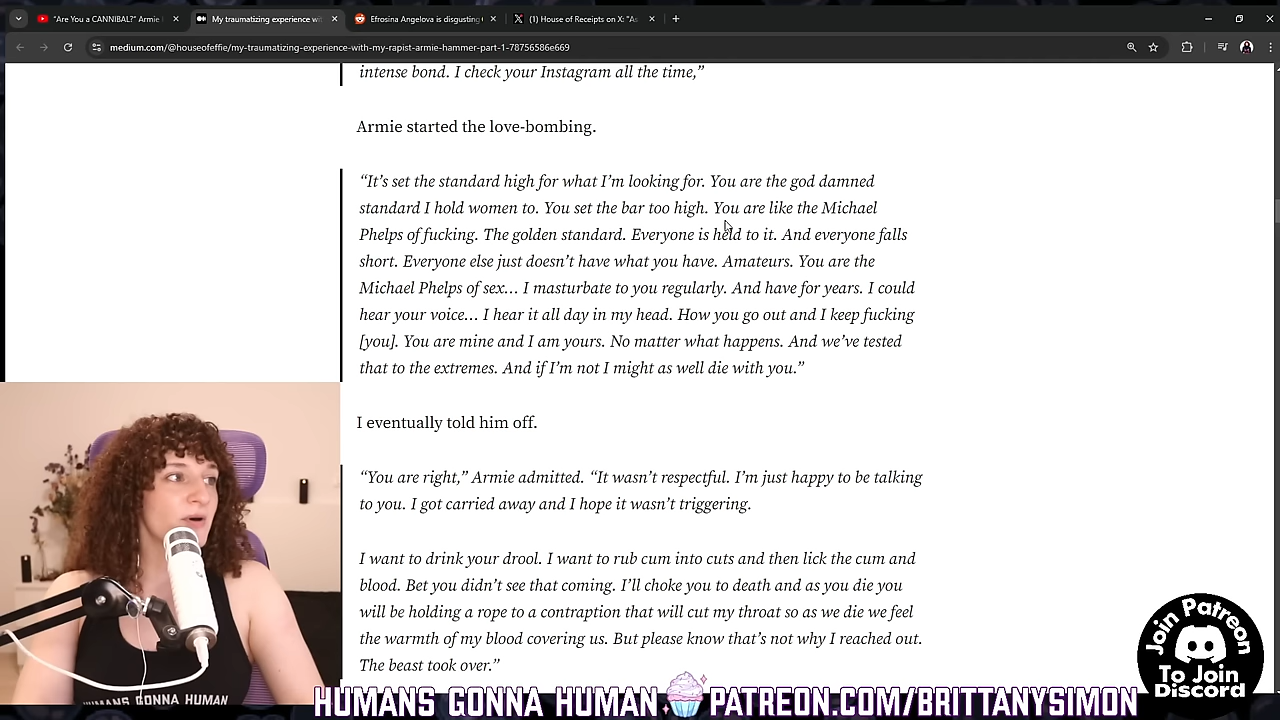 "Are You a CANNIBAL?" Armie
My traumatizing experience wi
Efrosina Angelova is disgusting
(1) House of Receipts on X: "As
medium.com/@houseofeffie/my-traumatizing-experience-with-my-rapist-armie-hammer-part-1-78756586e669
intense bond. I check your Instagram all the time,”
Armie started the love-bombing.
“It’s set the standard high for what I’m looking for. You are the god damned
standard I hold women to. You set the bar too high. You are like the Michael
Phelps of fucking. The golden standard. Everyone is held to it. And everyone falls
short. Everyone else just doesn’t have what you have. Amateurs. You are the
Michael Phelps of sex… I masturbate to you regularly. And have for years. I could
hear your voice… I hear it all day in my head. How you go out and I keep fucking
[you]. You are mine and I am yours. No matter what happens. And we’ve tested
that to the extremes. And if I’m not I might as well die with you.”
I eventually told him off.
“You are right,” Armie admitted. “It wasn’t respectful. I’m just happy to be talking
to you. I got carried away and I hope it wasn’t triggering.
I want to drink your drool. I want to rub cum into cuts and then lick the cum and
blood. Bet you didn’t see that coming. I’ll choke you to death and as you die you
will be holding a rope to a contraption that will cut my throat so as we die we feel
the warmth of my blood covering us. But please know that’s not why I reached out.
The beast took over.”
HUMANS GONNA HUMAN
Join Patreon
To Join
Discord
HUMANS GONNA HUMAN PATREON.COM/BRITTANYSIMON